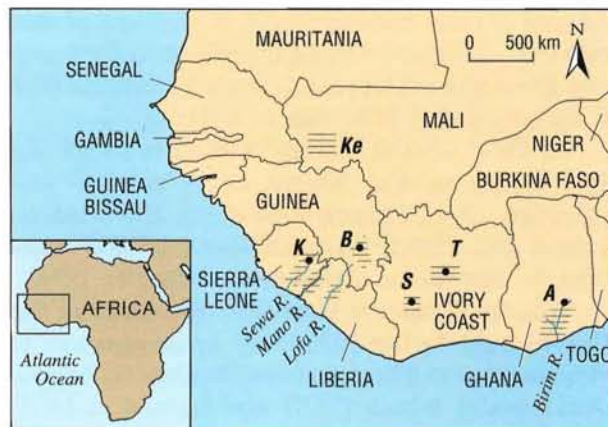 MAURITANIA
0 500 km
N
SENEGAL
MALI
Ke
GAMBIA
NIGER
GUINEA
BISSAU
BURKINA FASO
GUINEA
K
B
T
S
A
SIERRA
LEONE
IVORY
COAST
AFRICA
Sewa R.
Mano R.
Lofa R.
Atlantic
Ocean
LIBERIA
GHANA
Birim R.
TOGO